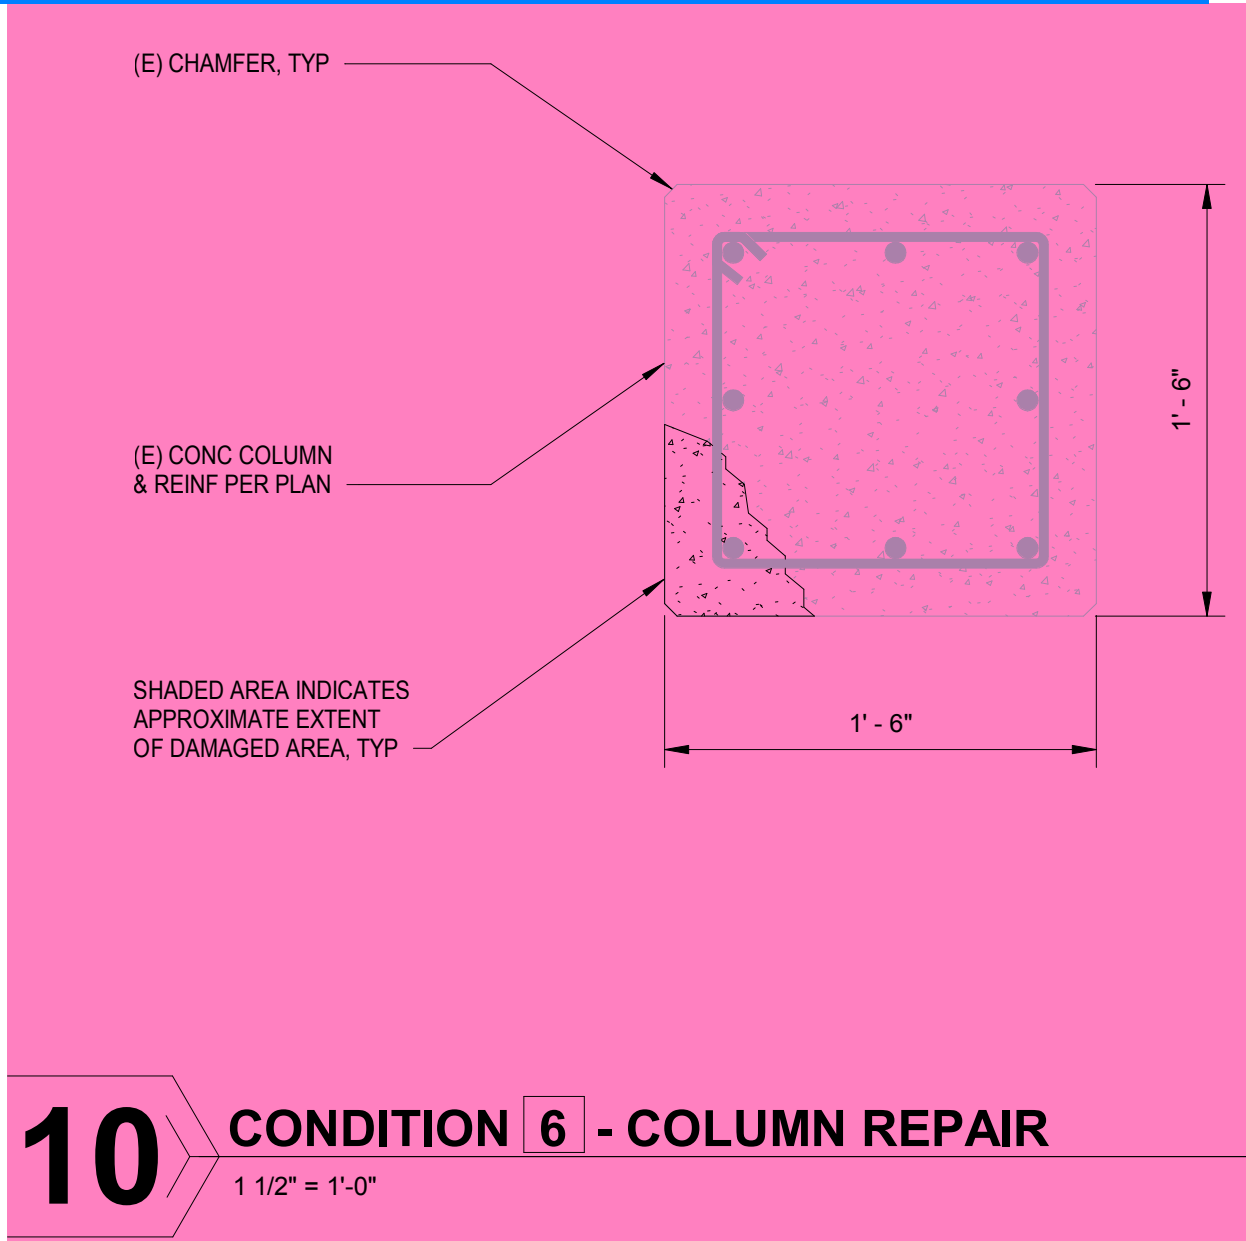 (E) CHAMFER, TYP
1' - 6"
(E) CONC COLUMN
& REINF PER PLAN
SHADED AREA INDICATES
APPROXIMATE EXTENT
OF DAMAGED AREA, TYP
1' - 6"
10
CONDITION 6 - COLUMN REPAIR
1 1/2" = 1'-0"